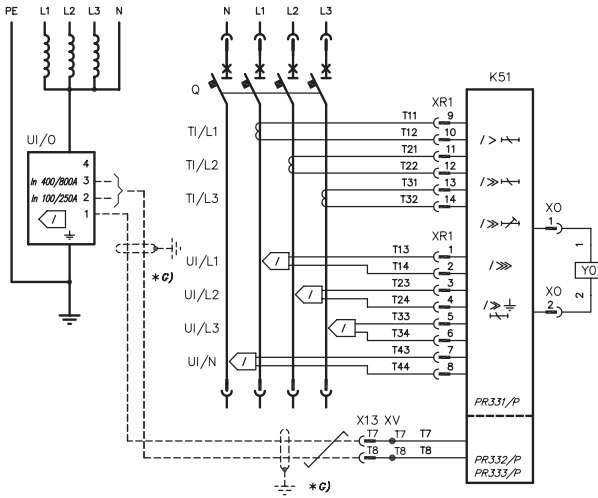 PE L1 L2 L3 N N L1 L2 L3
K51
Q
XR1
UI/O
TI/L1 T11 9
T12 10
4
T21 11
In 400/800A 3
TI/L2 T22 12
In 100/250A 2
T31 13
TI/L3 T32 14
1
/
XO
1
XR1
T13 1
UI/L1 T14 2
*G)
T23 3
UI/L2 T24 4
T33 5
UI/L3 T34 6
T43 7
UI/N T44 8
/
/
/
/
/ >
/ >>
/ >>
/ >>>
/ >>
1
Y01
2
XO
2
PR331/P
X13 XV
T7 T7 T7
T8 T8 T8
PR332/P
PR333/P
*G)